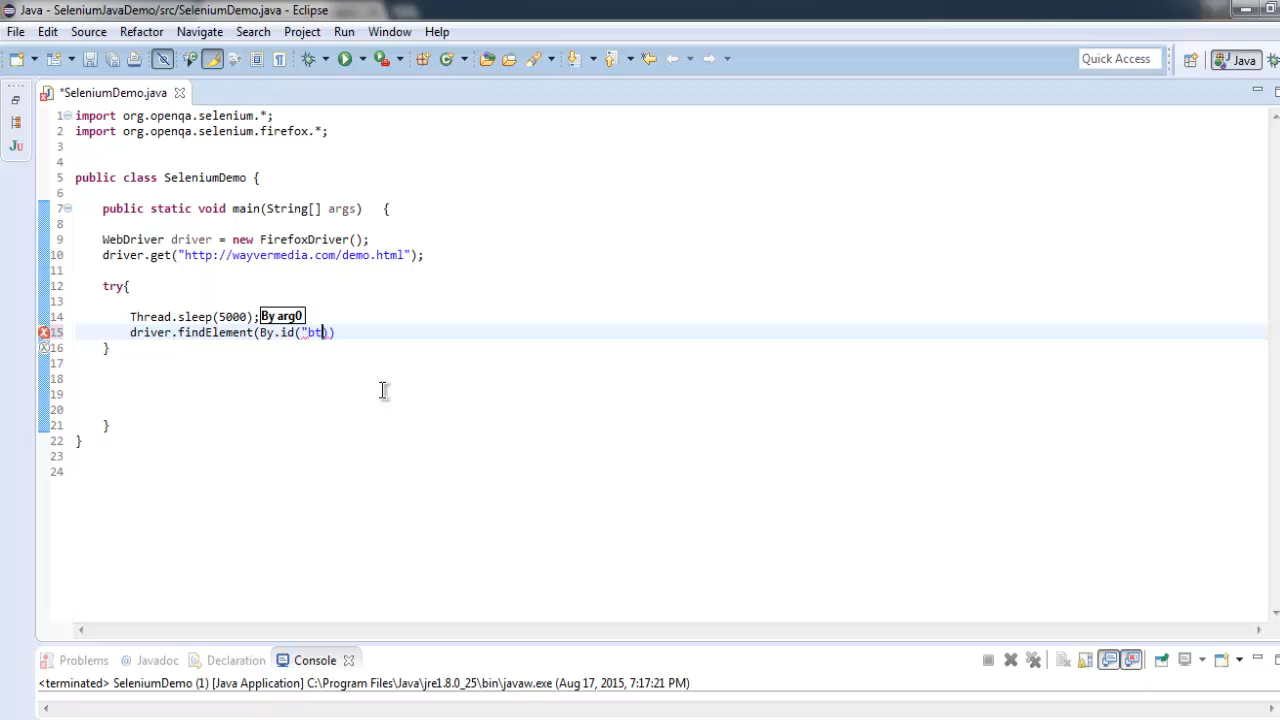 Java - SeleniumJavaDemo/src/SeleniumDemo.java - Eclipse
File Edit Source Refactor Navigate Search Project Run Window Help
Quick Access Java
*SeleniumDemo.java
1 import org.openqa.selenium.*;
2 import org.openqa.selenium.firefox.*;
3
4
5 public class SeleniumDemo {
6
7 public static void main(String[] args) {
8
9 WebDriver driver = new FirefoxDriver();
10 driver.get("http://wayvermedia.com/demo.html");
11
12 try{
13
14 Thread.sleep(5000); By arg0
15 driver.findElement(By.id("bt))
16 }
17
18
19
20
21 }
22 }
23
24
Problems @ Javadoc Declaration Console
<terminated> SeleniumDemo (1) [Java Application] C:\Program Files\Java\jre1.8.0_25\bin\javaw.exe (Aug 17, 2015, 7:17:21 PM)